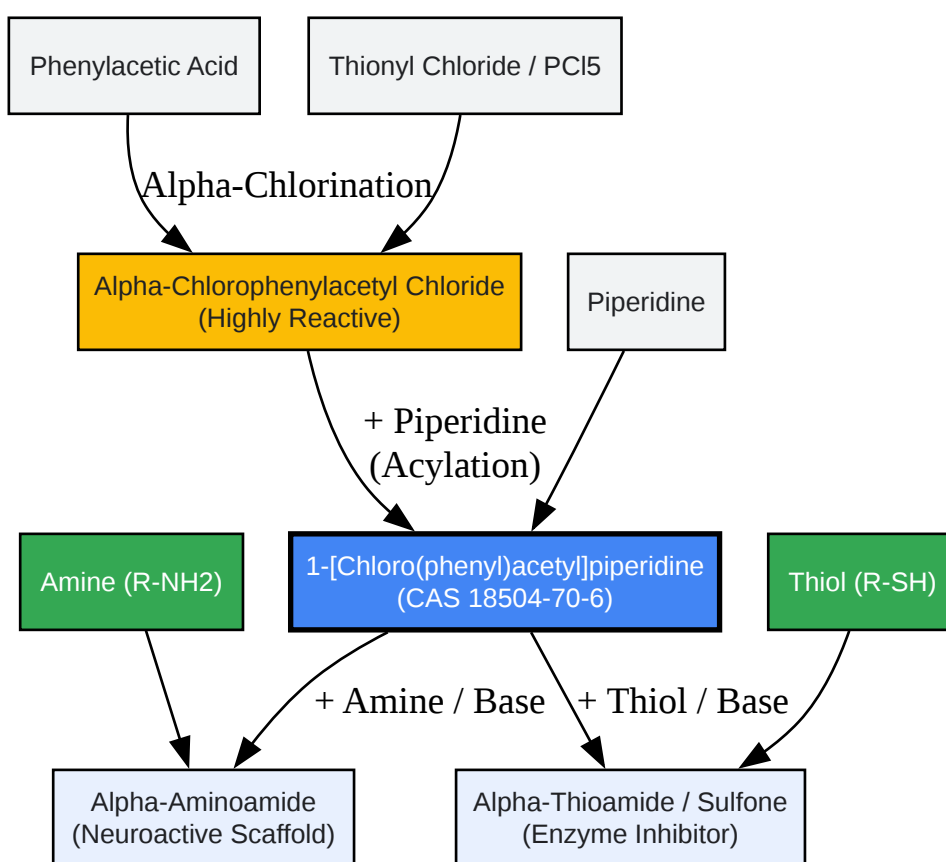 Phenylacetic Acid
Thionyl Chloride / PCl5
Alpha-Chlorination
Alpha-Chlorophenylacetyl Chloride
(Highly Reactive)
Piperidine
+ Piperidine
(Acylation)
Amine (R-NH2)
1-[Chloro(phenyl)acetyl]piperidine
(CAS 18504-70-6)
Thiol (R-SH)
+ Amine / Base
+ Thiol / Base
Alpha-Aminoamide
(Neuroactive Scaffold)
Alpha-Thioamide / Sulfone
(Enzyme Inhibitor)